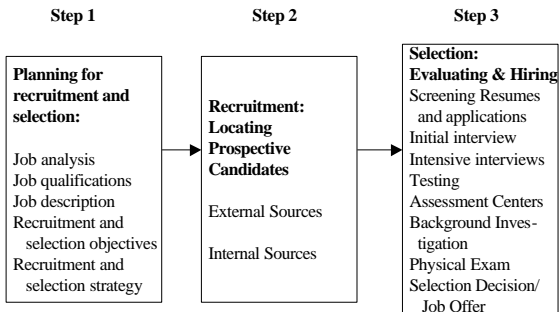 Step 1
Step 2
Step 3
Planning for
recruitment and
selection:
Job analysis
Job qualifications
Job description
Recruitment and
selection objectives
Recruitment and
selection strategy
Recruitment:
Locating
Prospective
Candidates
External Sources
Internal Sources
Selection:
Evaluating & Hiring
Screening Resumes
and applications
Initial interview
Intensive interviews
Testing
Assessment Centers
Background Inves-
tigation
Physical Exam
Selection Decision/
Job Offer